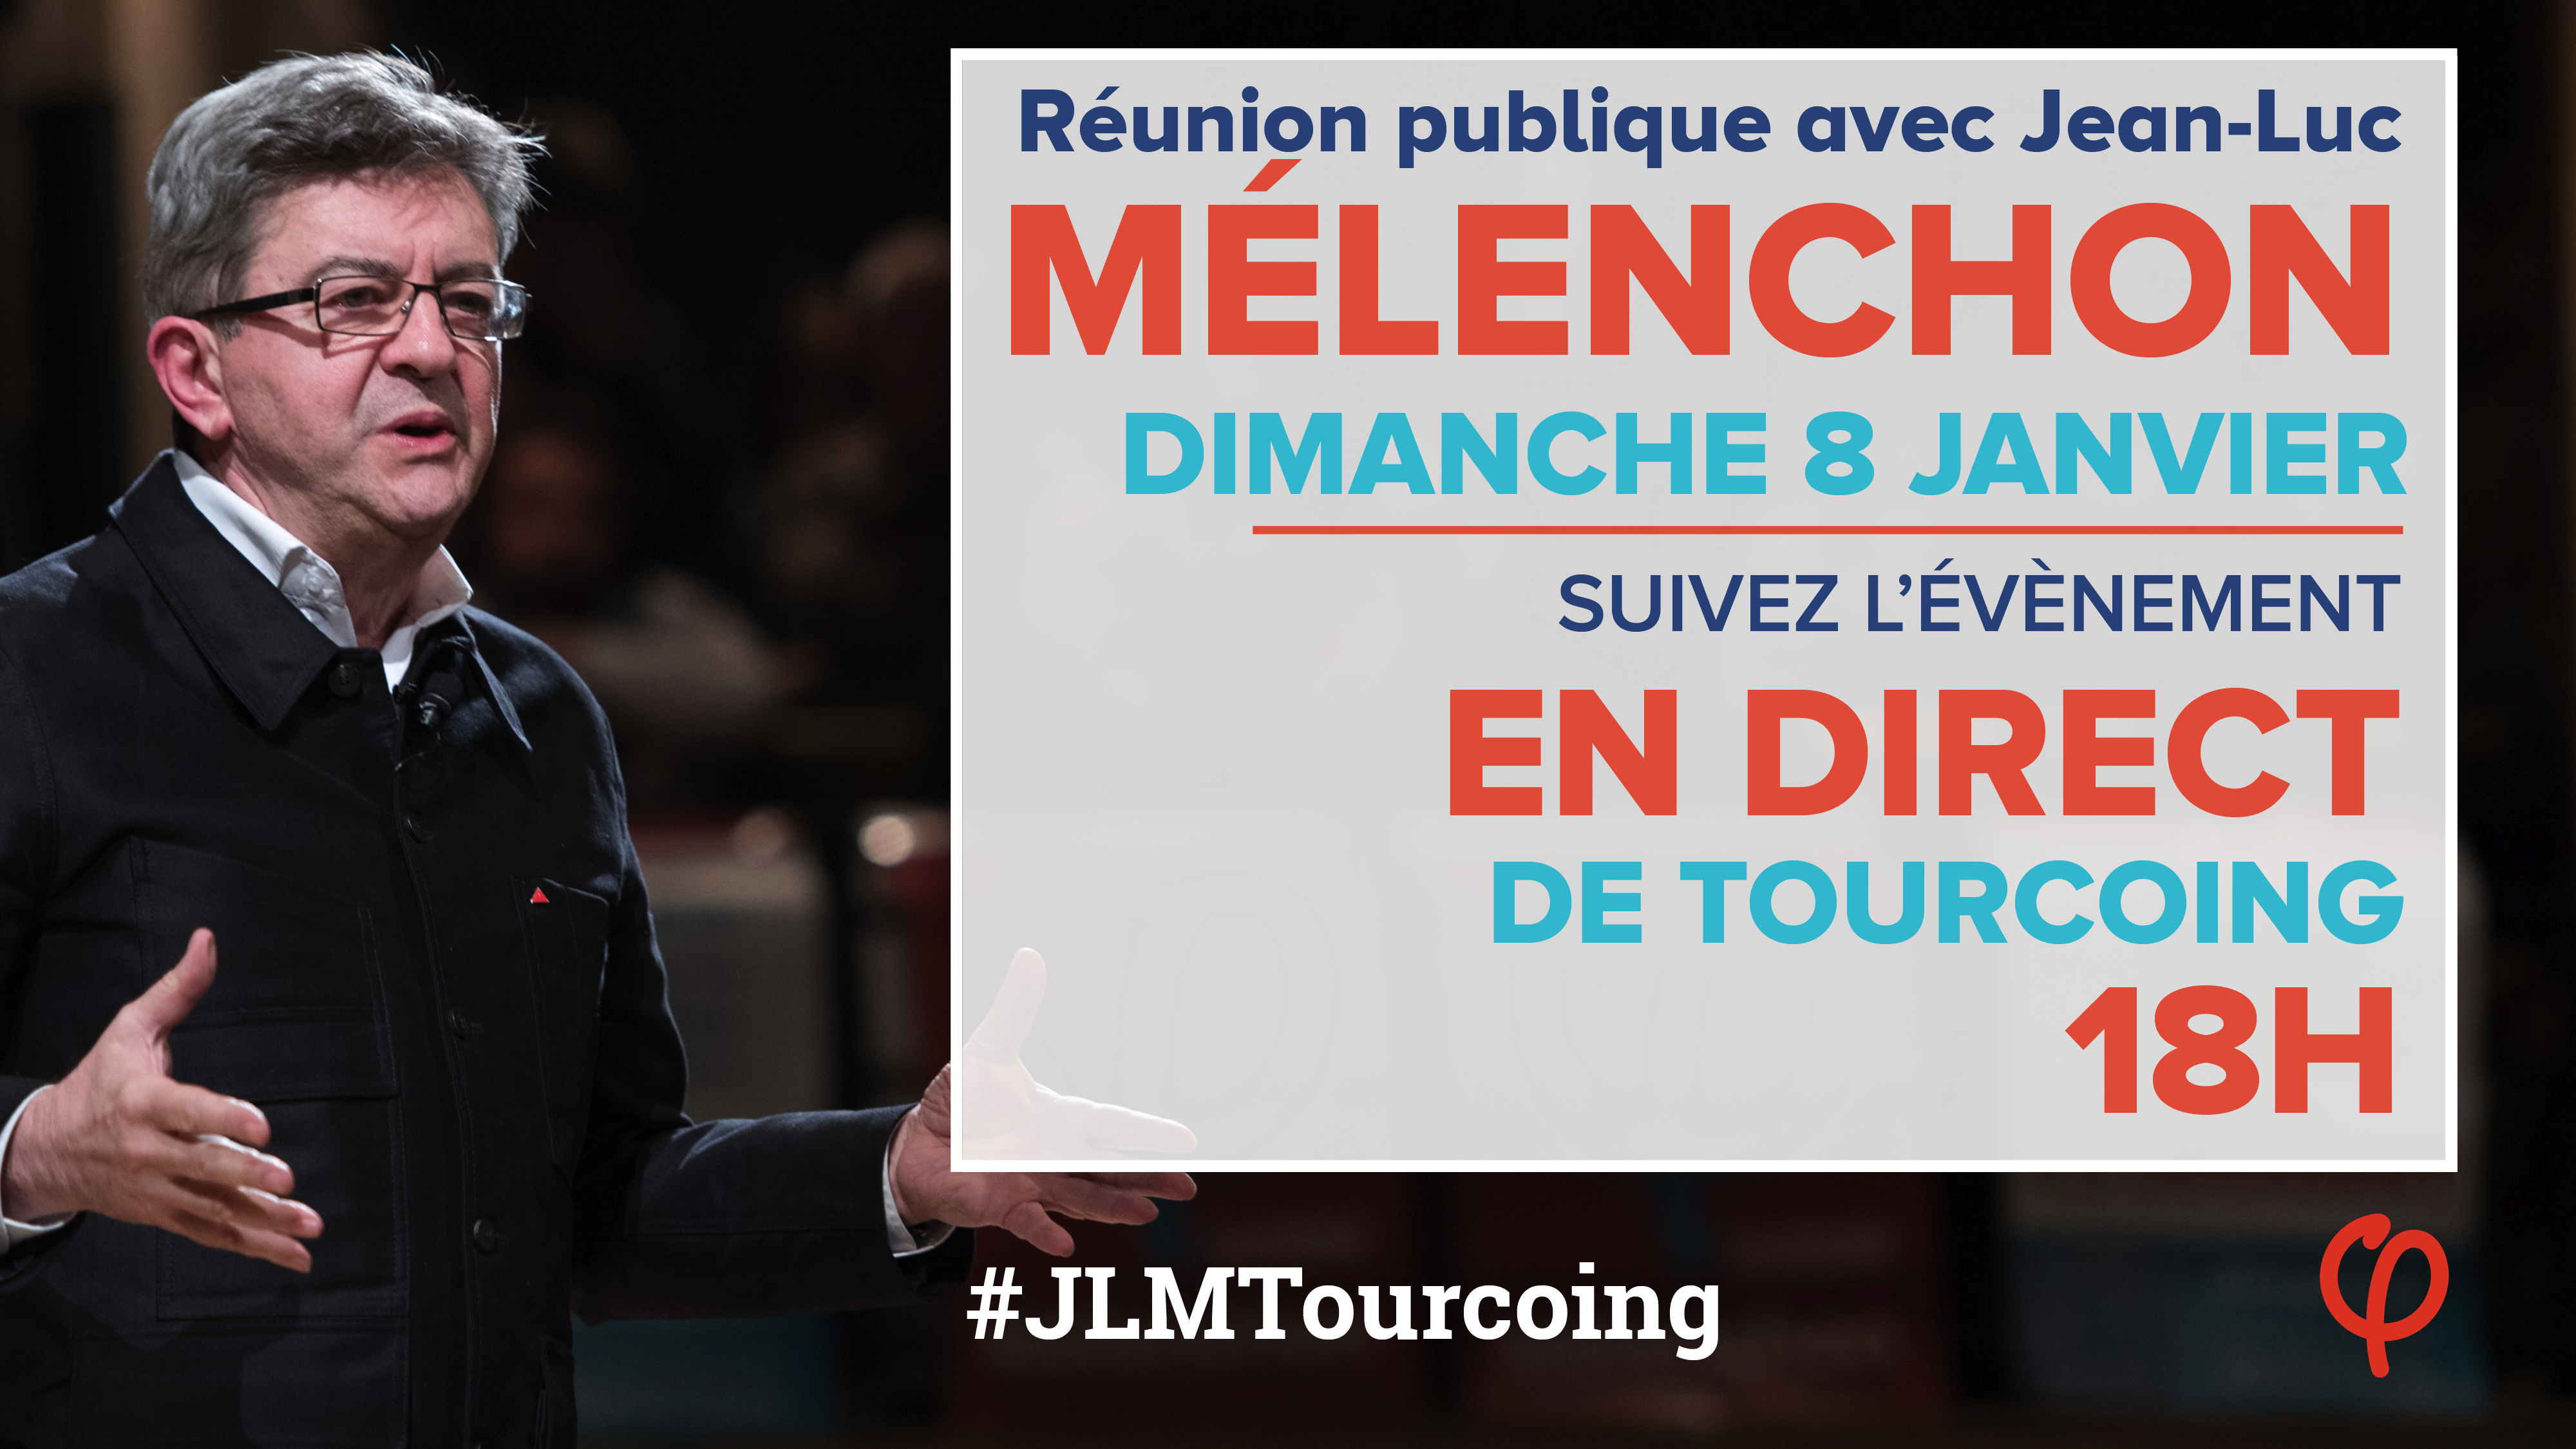 Réunion publique avec Jean-Luc
MÉLENCHON
DIMANCHE 8 JANVIER
SUIVEZ L'ÉVÈNEMENT
EN DIRECT
DE TOURCOING
18H
#JLMTourcoing
φ